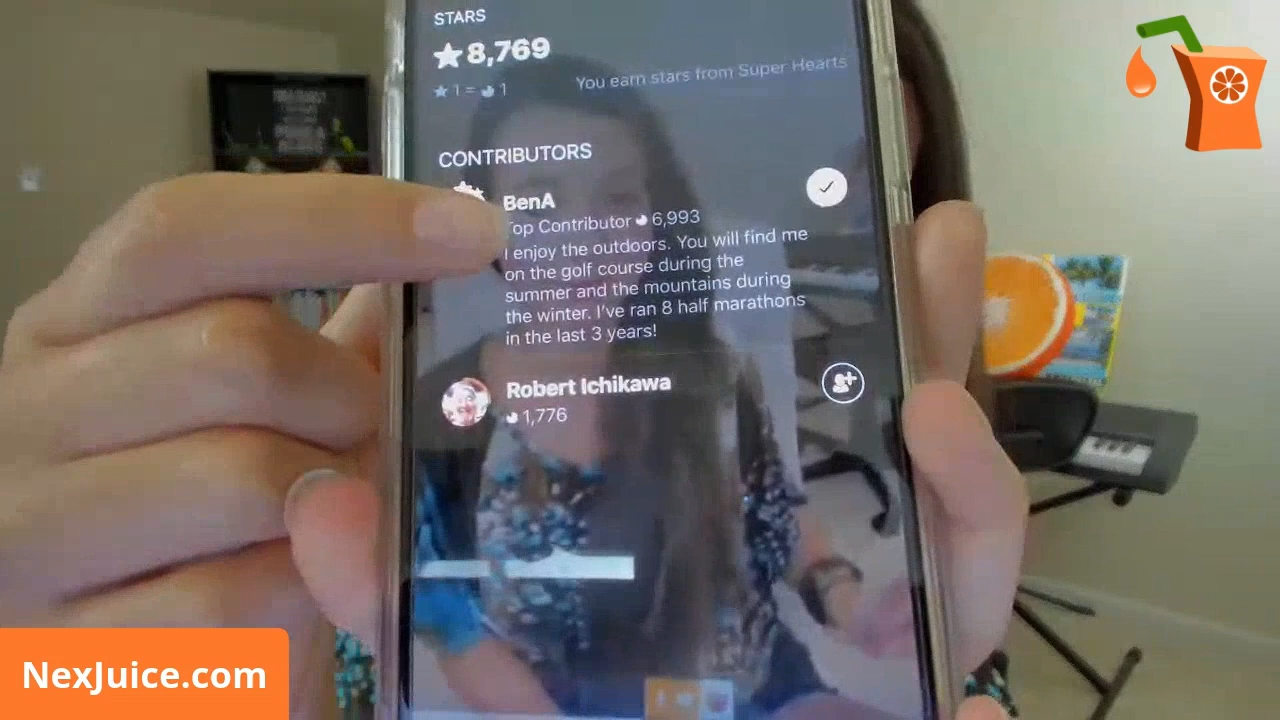 STARS
★ 8,769
★ 1 = 1
You earn stars from Super Hearts
CONTRIBUTORS
BenA
Top Contributor 6,993
I enjoy the outdoors. You will find me
on the golf course during the
summer and the mountains during
the winter. I've ran 8 half marathons
in the last 3 years!
Robert Ichikawa
1,776
NexJuice.com